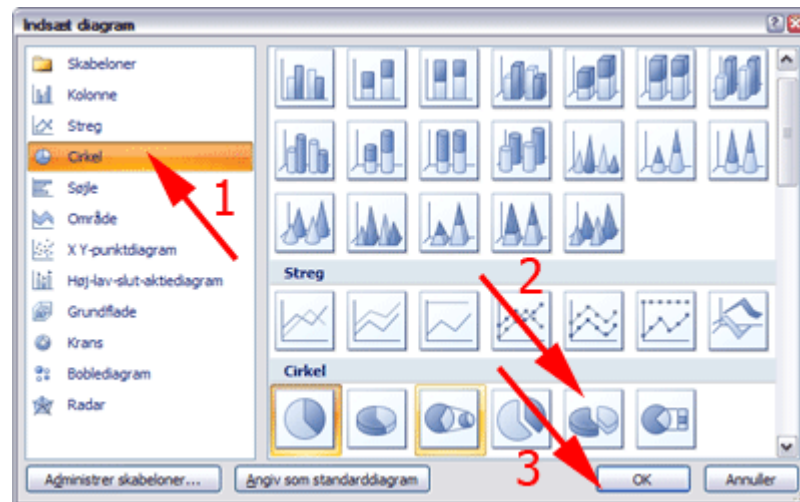 Indsæt diagram
Skabeloner
Kolonne
Streg
Cirkel
Søjle
Område
X Y-punktdiagram
Høj-lav-slut-aktiediagram
Grundflade
Krans
Boblediagram
Radar
1
Streg
2
Cirkel
3
Administrer skabeloner...
Angiv som standarddiagram
OK
Annuller